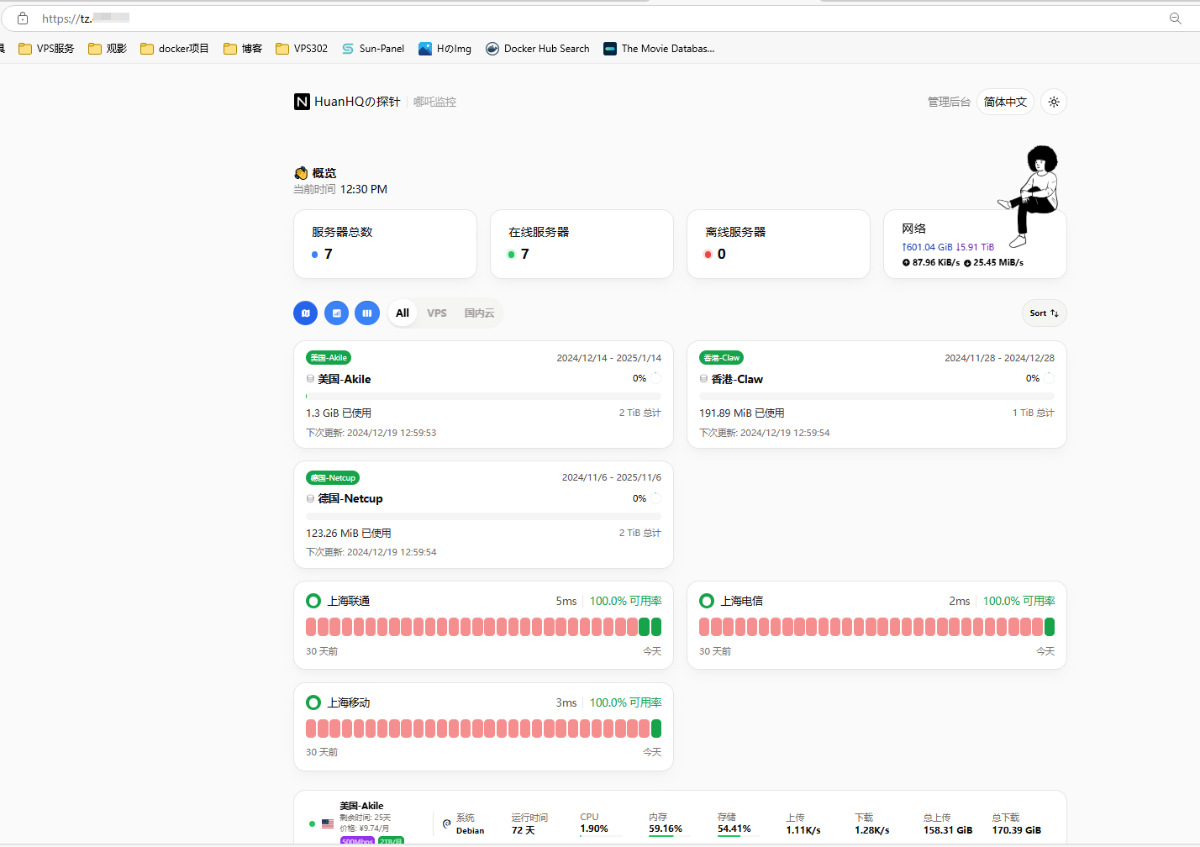 https://tz.
具 VPS服务 观影 docker项目 博客 VPS302 Sun-Panel HのImg Docker Hub Search The Movie Databas...
N HuanHQの探针 哪吒监控 管理后台 简体中文
概览
当前时间 12:30 PM
服务器总数 在线服务器 离线服务器 网络
7 7 0 ↑601.04 GiB ↓5.91 TiB
87.96 KiB/s 25.45 MiB/s
All VPS 国内云 Sort ↑↓
美国-Akile 2024/12/14 - 2025/1/14
美国-Akile 0%
1.3 GiB 已使用 2 TiB 总计
下次更新: 2024/12/19 12:59:53
香港-Claw 2024/11/28 - 2024/12/28
香港-Claw 0%
191.89 MiB 已使用 1 TiB 总计
下次更新: 2024/12/19 12:59:54
德国-Netcup 2024/11/6 - 2025/11/6
德国-Netcup 0%
123.26 MiB 已使用 2 TiB 总计
下次更新: 2024/12/19 12:59:54
上海联通 5ms 100.0% 可用率
30 天前 今天
上海电信 2ms 100.0% 可用率
30 天前 今天
上海移动 3ms 100.0% 可用率
30 天前 今天
美国-Akile
剩余时间: 25天
价格: ¥9.74/月
500Mbps 2TB/月
系统 运行时间 CPU 内存 存储 上传 下载 总上传 总下载
Debian 72 天 1.90% 59.16% 54.41% 1.11K/s 1.28K/s 158.31 GiB 170.39 GiB